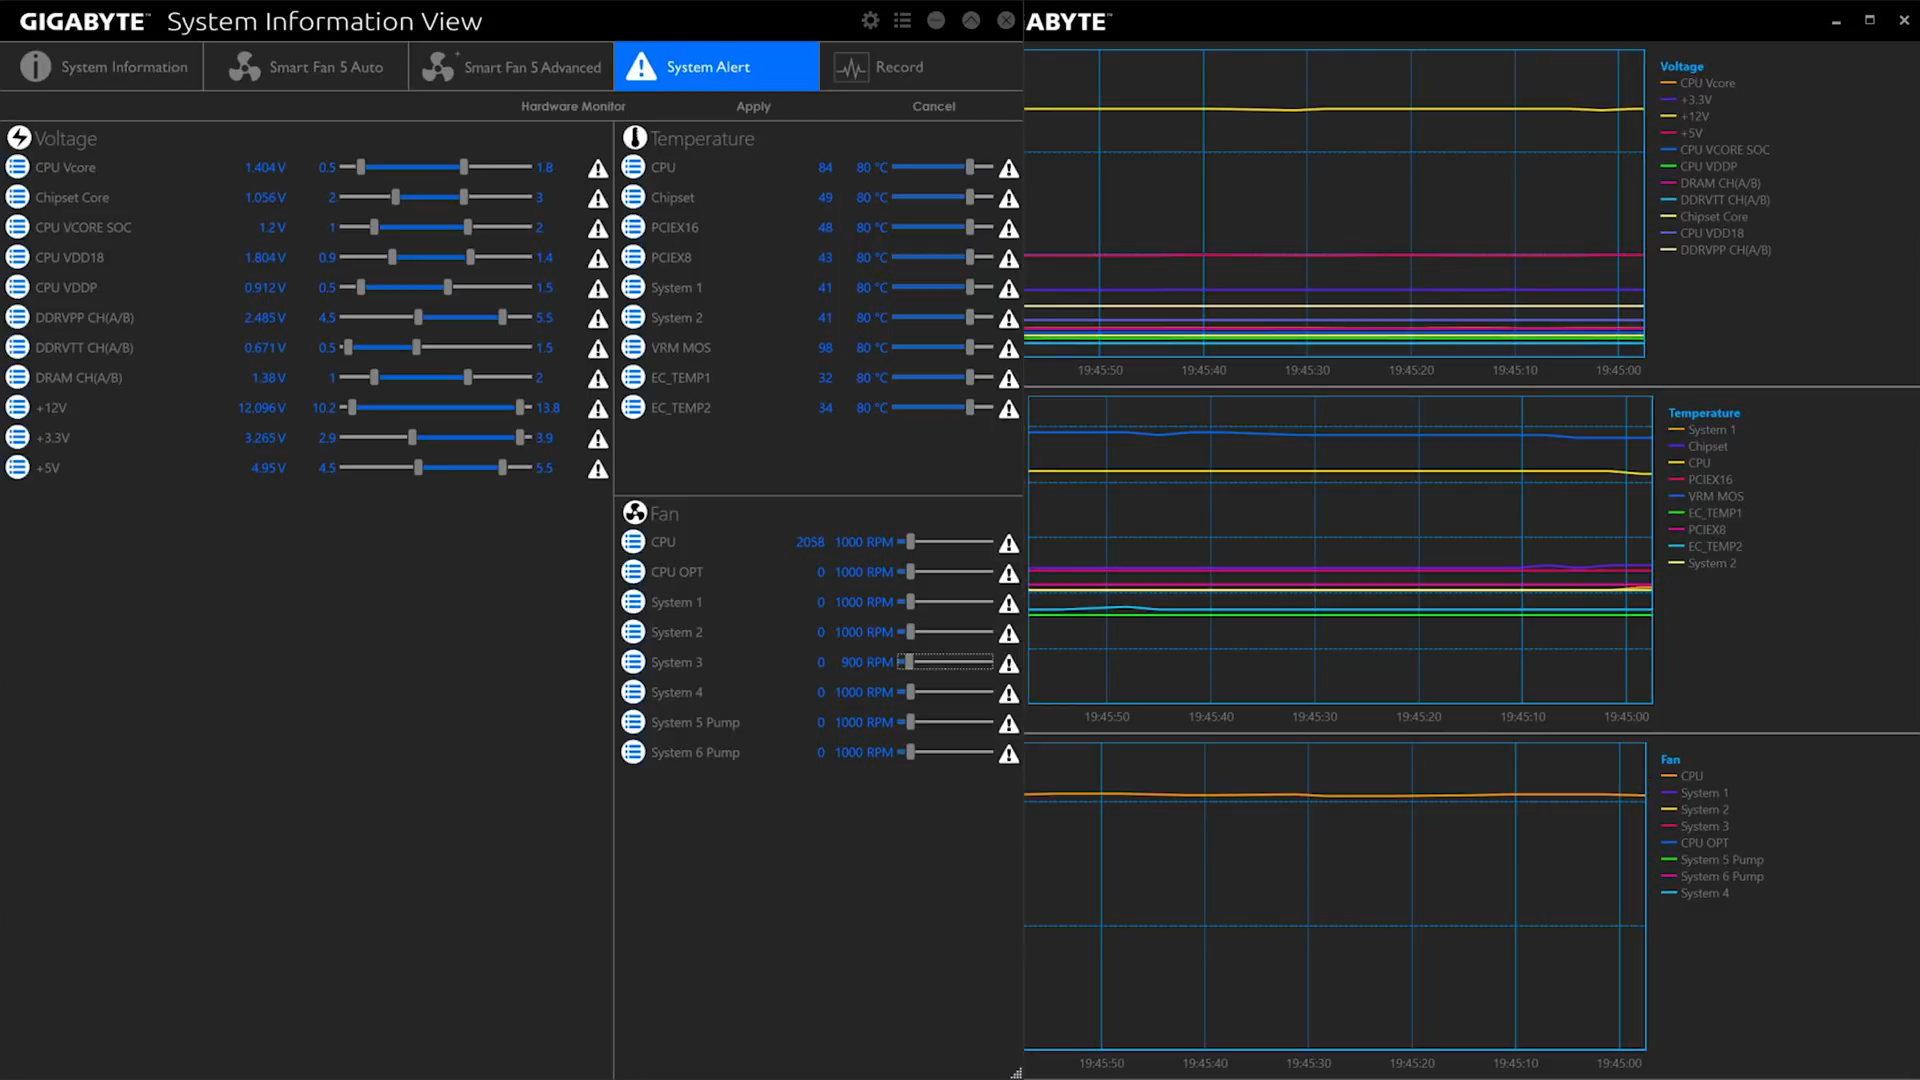 GIGABYTE™ System Information View
System Information
Smart Fan 5 Auto
Smart Fan 5 Advanced
System Alert
Record
Hardware Monitor
Apply
Cancel
Voltage
CPU Vcore 1.404 V 0.5 1.8
Chipset Core 1.056 V 2 3
CPU VCORE SOC 1.2 V 1 2
CPU VDD18 1.804 V 0.9 1.4
CPU VDDP 0.912 V 0.5 1.5
DDRVPP CH(A/B) 2.485 V 4.5 5.5
DDRVTT CH(A/B) 0.671 V 0.5 1.5
DRAM CH(A/B) 1.38 V 1 2
+12V 12.096 V 10.2 13.8
+3.3V 3.265 V 2.9 3.9
+5V 4.95 V 4.5 5.5
Temperature
CPU 84 80 °C
Chipset 49 80 °C
PCIEX16 48 80 °C
PCIEX8 43 80 °C
System 1 41 80 °C
System 2 41 80 °C
VRM MOS 98 80 °C
EC_TEMP1 32 80 °C
EC_TEMP2 34 80 °C
Fan
CPU 2058 1000 RPM
CPU OPT 0 1000 RPM
System 1 0 1000 RPM
System 2 0 1000 RPM
System 3 0 900 RPM
System 4 0 1000 RPM
System 5 Pump 0 1000 RPM
System 6 Pump 0 1000 RPM
ABYTE™
Voltage
CPU Vcore
+3.3V
+12V
+5V
CPU VCORE SOC
CPU VDDP
DRAM CH(A/B)
DDRVTT CH(A/B)
Chipset Core
CPU VDD18
DDRVPP CH(A/B)
19:45:50 19:45:40 19:45:30 19:45:20 19:45:10 19:45:00
Temperature
System 1
Chipset
CPU
PCIEX16
VRM MOS
EC_TEMP1
PCIEX8
EC_TEMP2
System 2
19:45:50 19:45:40 19:45:30 19:45:20 19:45:10 19:45:00
Fan
CPU
System 1
System 2
System 3
CPU OPT
System 5 Pump
System 6 Pump
System 4
19:45:50 19:45:40 19:45:30 19:45:20 19:45:10 19:45:00